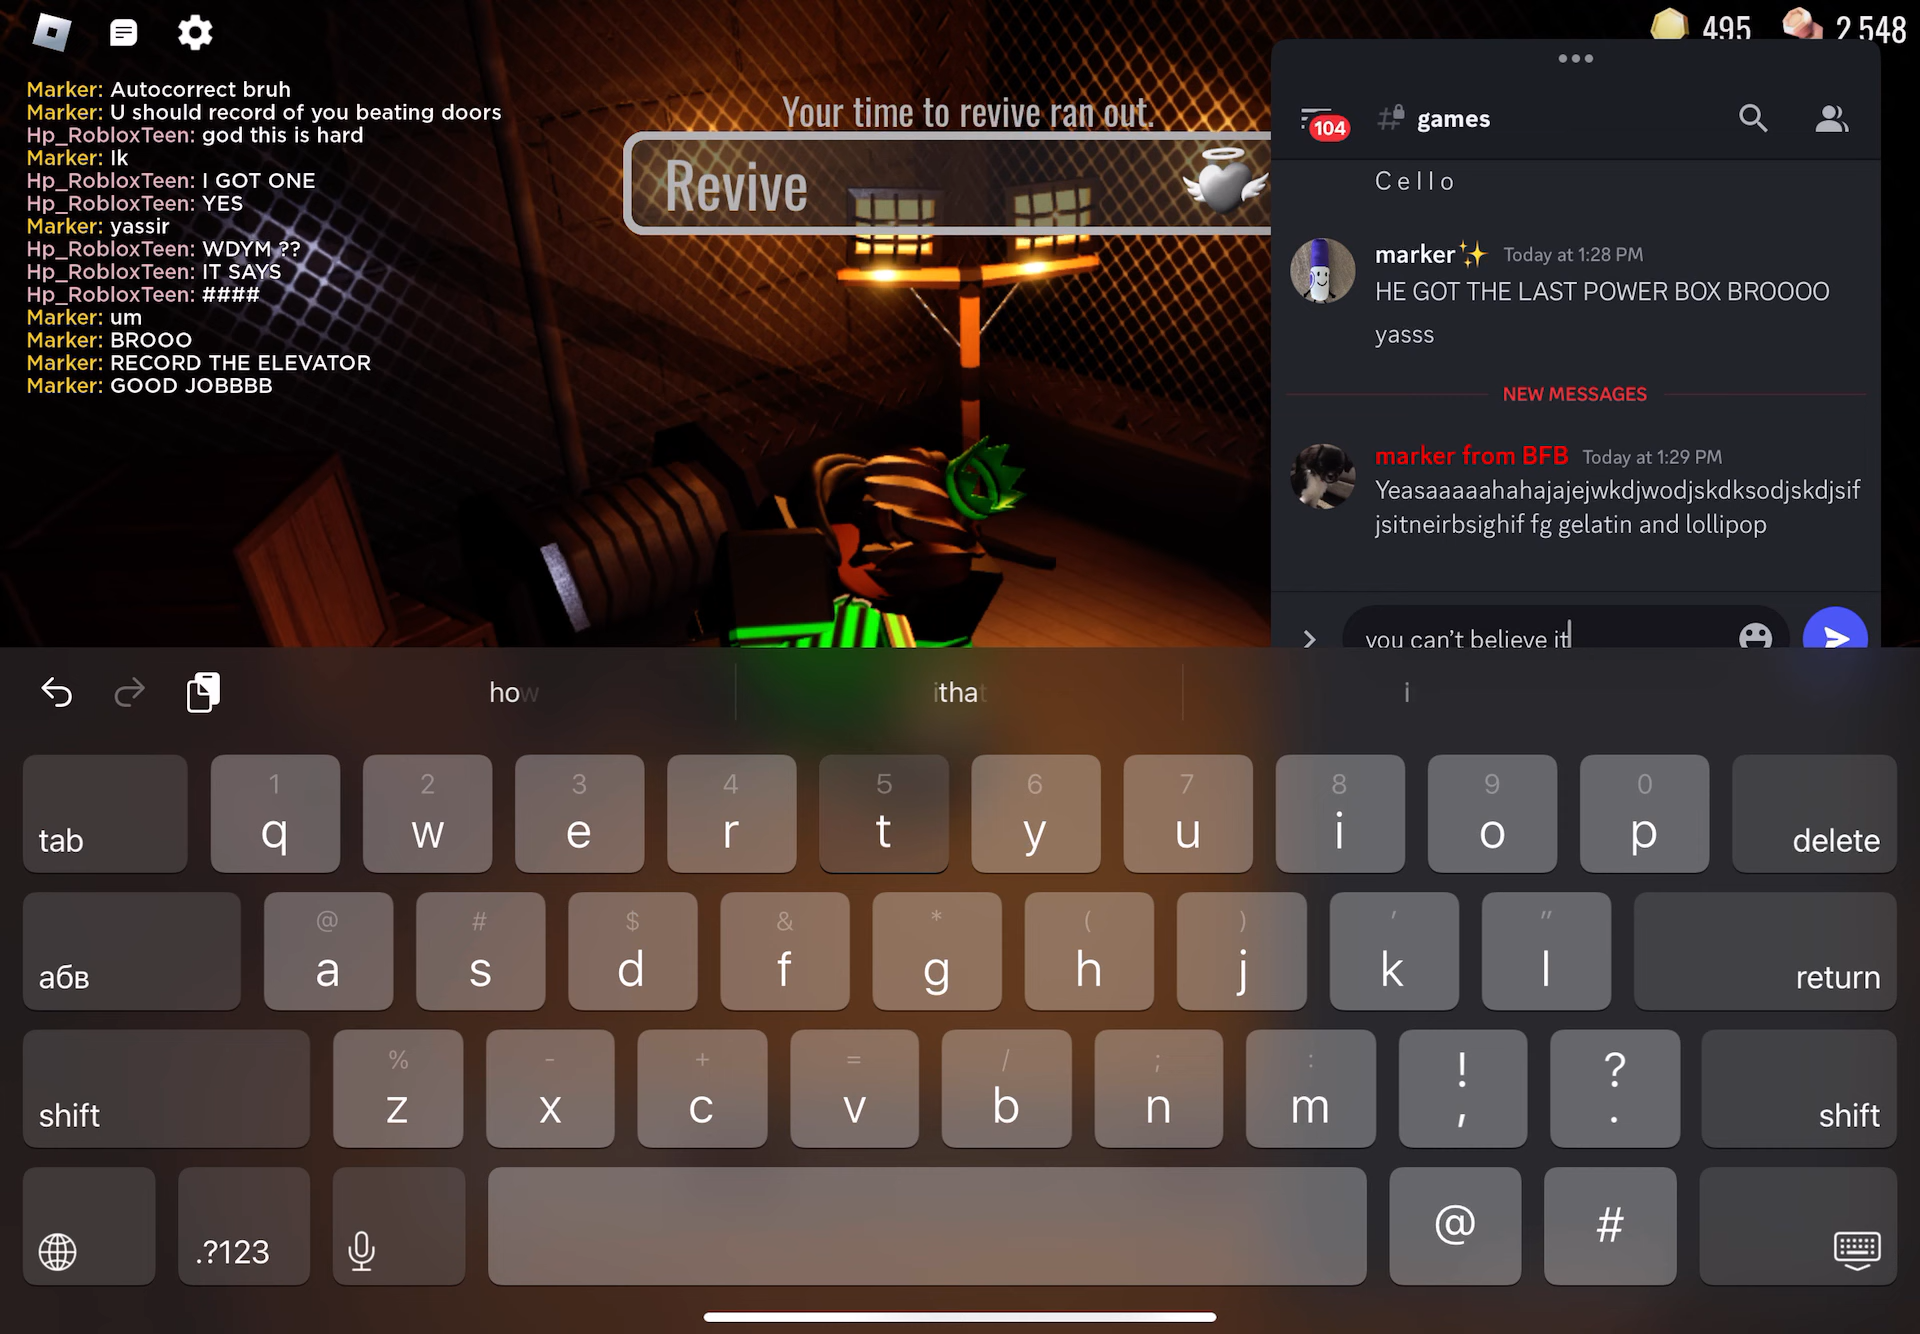 495
2 548
Marker: Autocorrect bruh
Marker: U should record of you beating doors
Hp_RobloxTeen: god this is hard
Marker: Ik
Hp_RobloxTeen: I GOT ONE
Hp_RobloxTeen: YES
Marker: yassir
Hp_RobloxTeen: WDYM ??
Hp_RobloxTeen: IT SAYS
Hp_RobloxTeen: ####
Marker: um
Marker: BROOO
Marker: RECORD THE ELEVATOR
Marker: GOOD JOBBBB
Your time to revive ran out.
Revive
104
# games
C e l l o
marker✨ Today at 1:28 PM
HE GOT THE LAST POWER BOX BROOOO
yasss
NEW MESSAGES
marker from BFB Today at 1:29 PM
Yeasaaaaahahajajejwkdjwodjskdksodjskdjsif
jsitneirbsighif fg gelatin and lollipop
you can't believe it
how ithat i
1 2 3 4 5 6 7 8 9 0
tab q w e r t y u i o p delete
@ # $ & * ( ) ' "
абв a s d f g h j k l return
% - + = / ; : ! ?
shift z x c v b n m , . shift
.?123 @ #